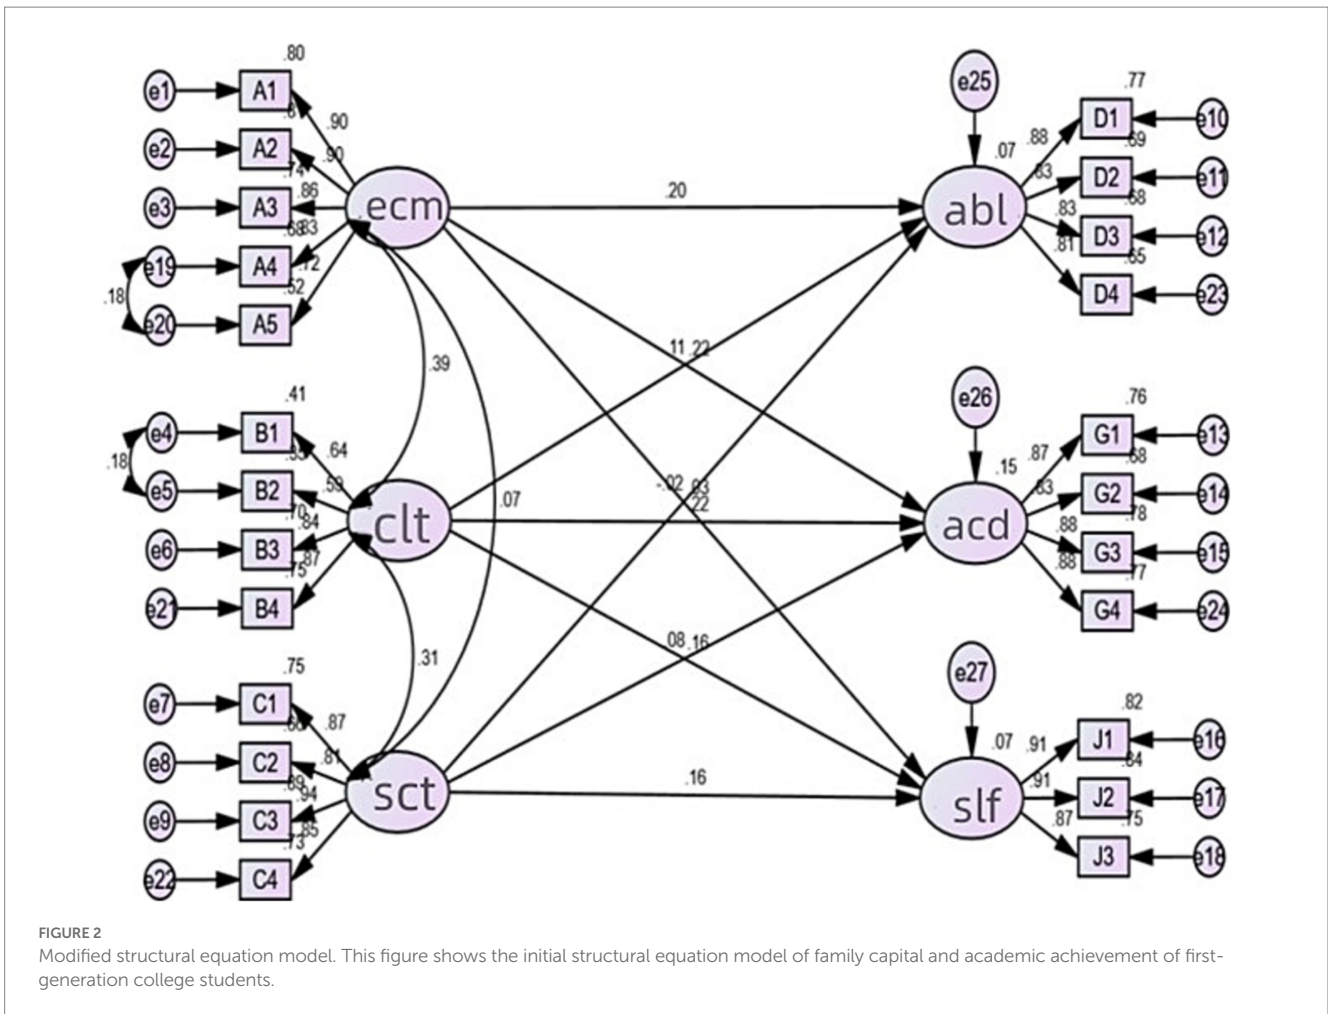 .80
e1 A1
.90
e2 A2
.90
.74
e3 A3
.86
.68 .83
e19 A4
.72
.52
.18
e20 A5
ecm
.20
.39
.41
e4 B1
.64
.18
.59
e5 B2
.70
.84
e6 B3
.87
.75
e21 B4
clt
.07
.31
.75
e7 C1
.87
.81
e8 C2
.89
.94
e9 C3
.85
.73
e22 C4
sct
11 .22
-.02
.22
08 .16
.16
e25
.07
abl
.77
.88 D1 e10
.69
.83 D2 e11
.68
.83 D3 e12
.81 .65
D4 e23
e26
.15
acd
.76
.87 G1 e13
.68
.83 G2 e14
.78
.88 G3 e15
.88 .77
G4 e24
e27
.07
slf
.82
.91 J1 e16
.91 J2 e17
.87 .75
J3 e18
FIGURE 2
Modified structural equation model. This figure shows the initial structural equation model of family capital and academic achievement of first-
generation college students.